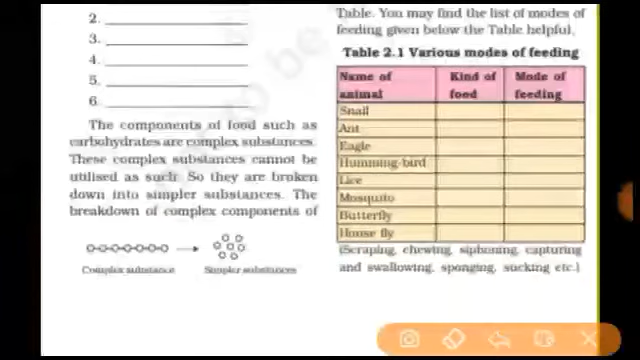 2.
3.
4.
5.
6.
The components of food such as
carbohydrates are complex substances.
These complex substances cannot be
utilised as such. So they are broken
down into simpler substances. The
breakdown of complex components of
Complex substance
Simpler substances
Table. You may find the list of modes of
feeding given below the Table helpful.
Table 2.1 Various modes of feeding
Name of animal Kind of food Mode of feeding
Snail
Ant
Eagle
Humming-bird
Lice
Mosquito
Butterfly
House fly
(Scraping, chewing, siphoning, capturing
and swallowing, sponging, sucking etc.)